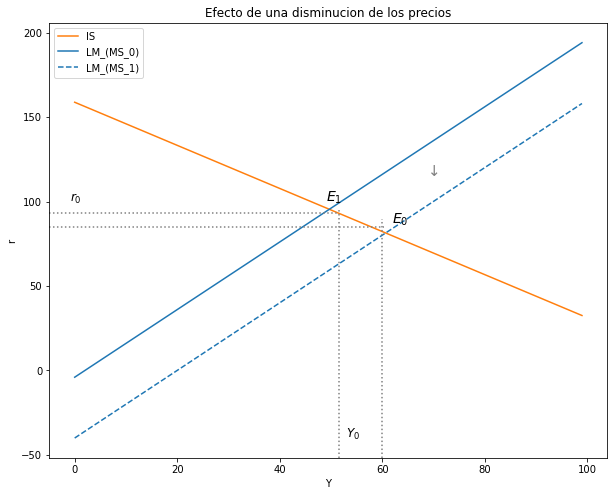 Efecto de una disminucion de los precios
IS
LM_(MS_0)
LM_(MS_1)
200
150
100
50
0
−50
r
r₀
E₁
↓
E₀
Y₀
0
20
40
60
80
100
Y